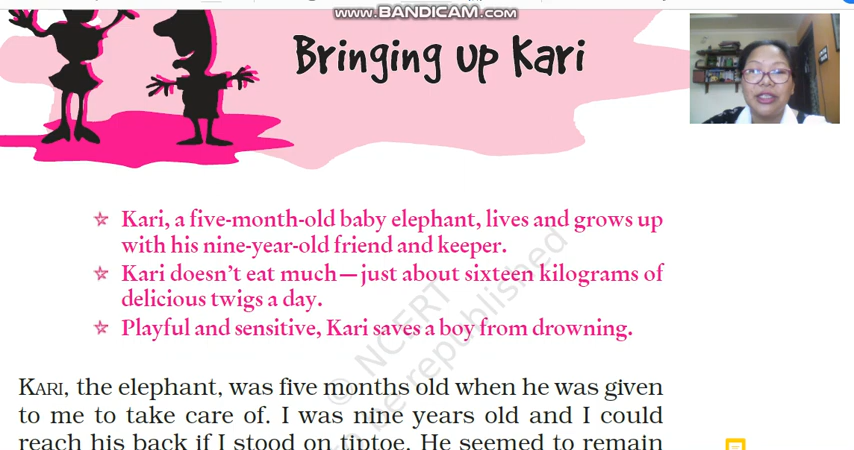 www.BANDICAM.com
Bringing up Kari
Kari, a five-month-old baby elephant, lives and grows up
with his nine-year-old friend and keeper.
Kari doesn't eat much—just about sixteen kilograms of
delicious twigs a day.
Playful and sensitive, Kari saves a boy from drowning.
KARI, the elephant, was five months old when he was given
to me to take care of. I was nine years old and I could
reach his back if I stood on tiptoe. He seemed to remain
© NCERT
be republished